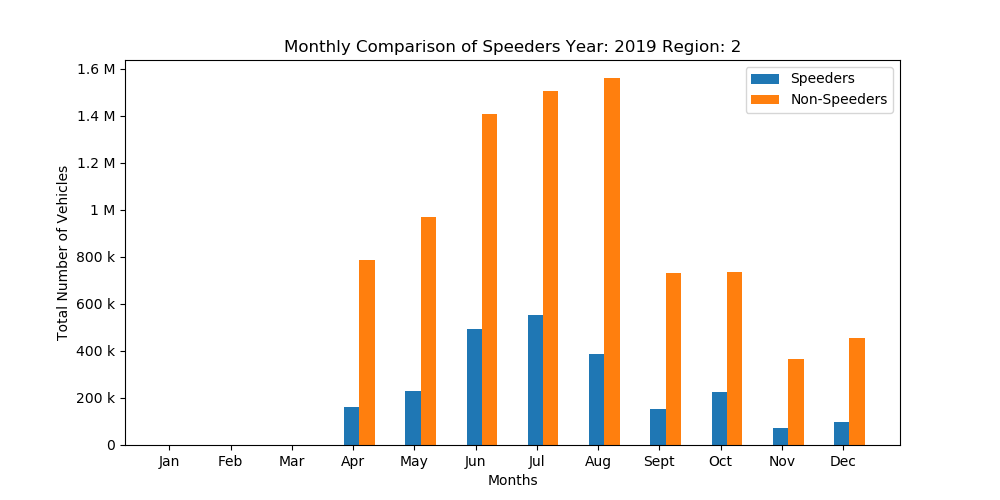 Monthly Comparison of Speeders Year: 2019 Region: 2
Speeders
Non-Speeders
Total Number of Vehicles
1.6 M
1.4 M
1.2 M
1 M
800 k
600 k
400 k
200 k
0
Jan Feb Mar Apr May Jun Jul Aug Sept Oct Nov Dec
Months